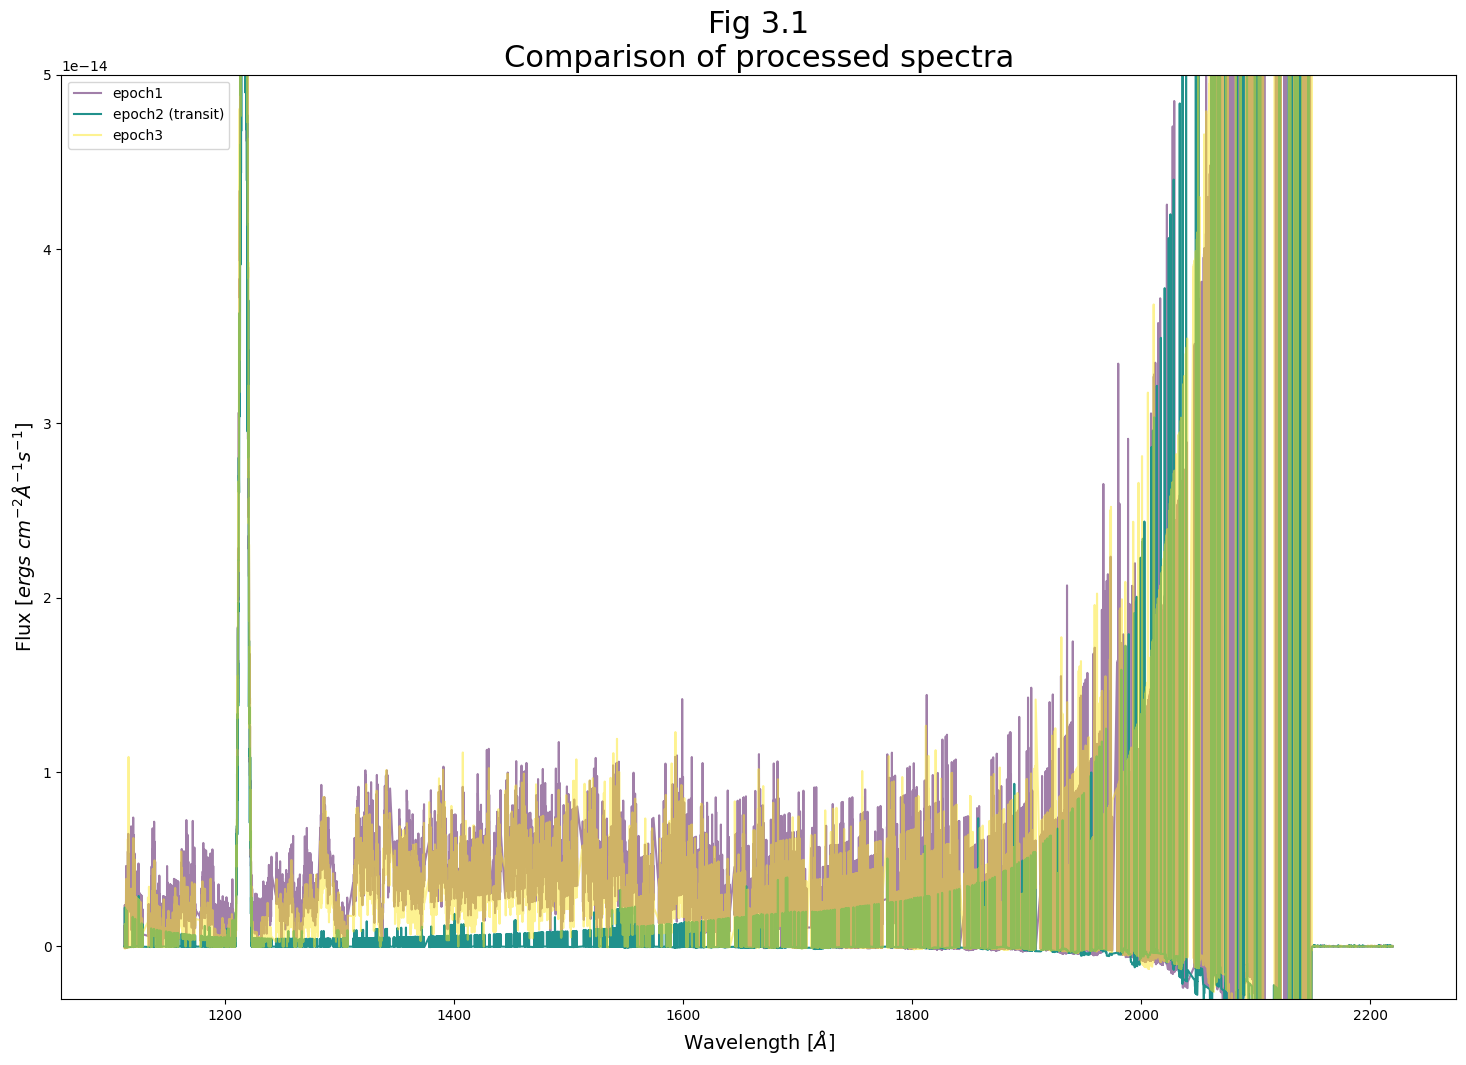 Fig 3.1
Comparison of processed spectra
1e−14
epoch1
epoch2 (transit)
epoch3
5
4
3
2
1
0
Flux [ergs cm⁻²Å⁻¹s⁻¹]
1200 1400 1600 1800 2000 2200
Wavelength [Å]